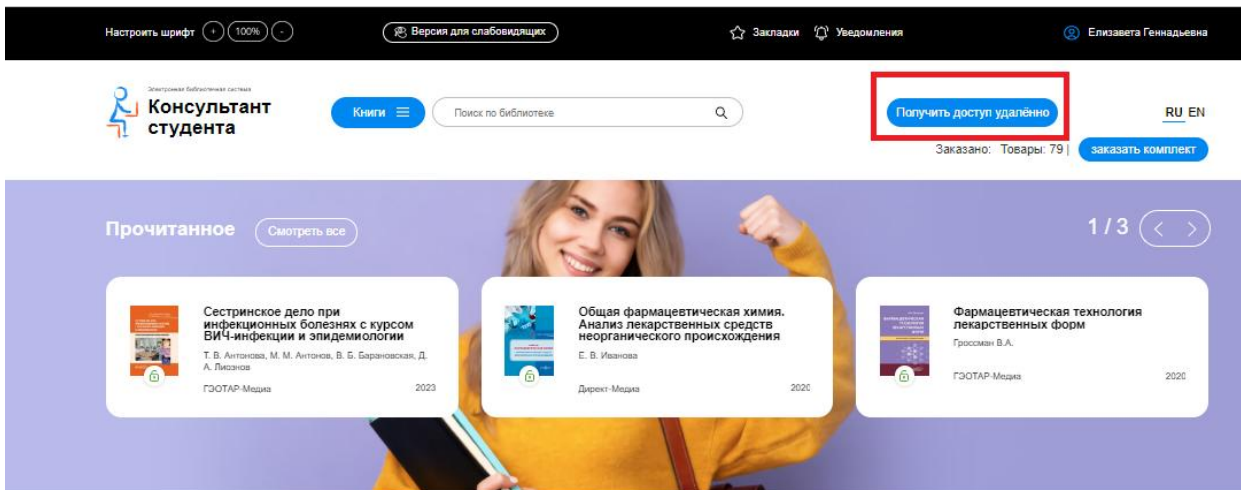 Настроить шрифт + 100% -
Версия для слабовидящих
Закладки
Уведомления
Елизавета Геннадьевна
Электронная библиотечная система
Консультант
студента
Книги
Поиск по библиотеке
Получить доступ удалённо
RU EN
Заказано: Товары: 79 |
заказать комплект
Прочитанное
Смотреть все
1 / 3
Сестринское дело при
инфекционных болезнях с курсом
ВИЧ-инфекции и эпидемиологии
Т. В. Антонова, М. М. Антонов, В. Б. Барановская, Д.
А. Лиознов
ГЭОТАР-Медиа
2023
Общая фармацевтическая химия.
Анализ лекарственных средств
неорганического происхождения
Е. В. Иванова
Директ-Медиа
2020
Фармацевтическая технология
лекарственных форм
Гроссман В.А.
ГЭОТАР-Медиа
2020